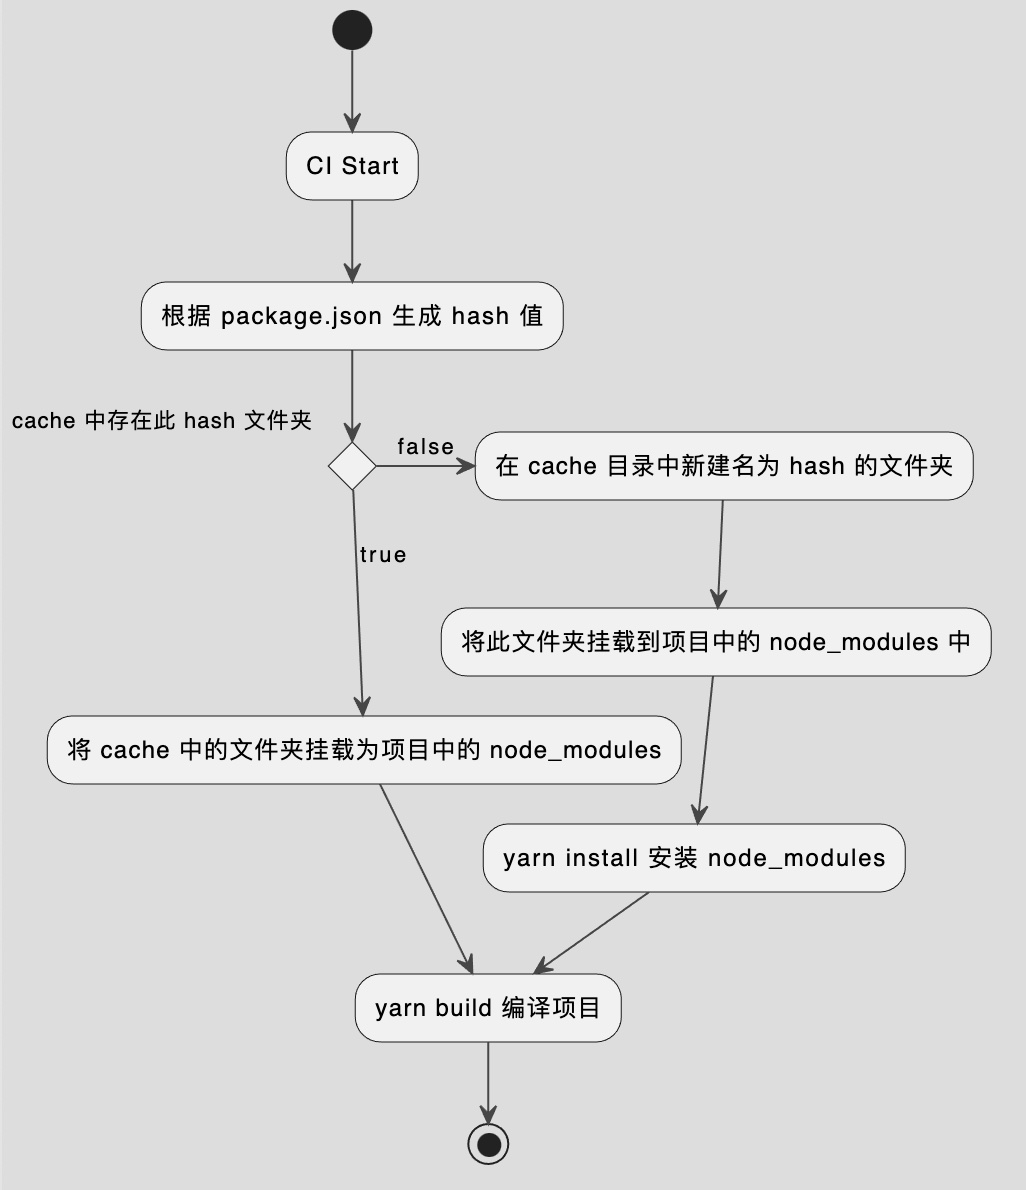 CI Start
根据 package.json 生成 hash 值
cache 中存在此 hash 文件夹
false
在 cache 目录中新建名为 hash 的文件夹
true
将此文件夹挂载到项目中的 node_modules 中
将 cache 中的文件夹挂载为项目中的 node_modules
yarn install 安装 node_modules
yarn build 编译项目